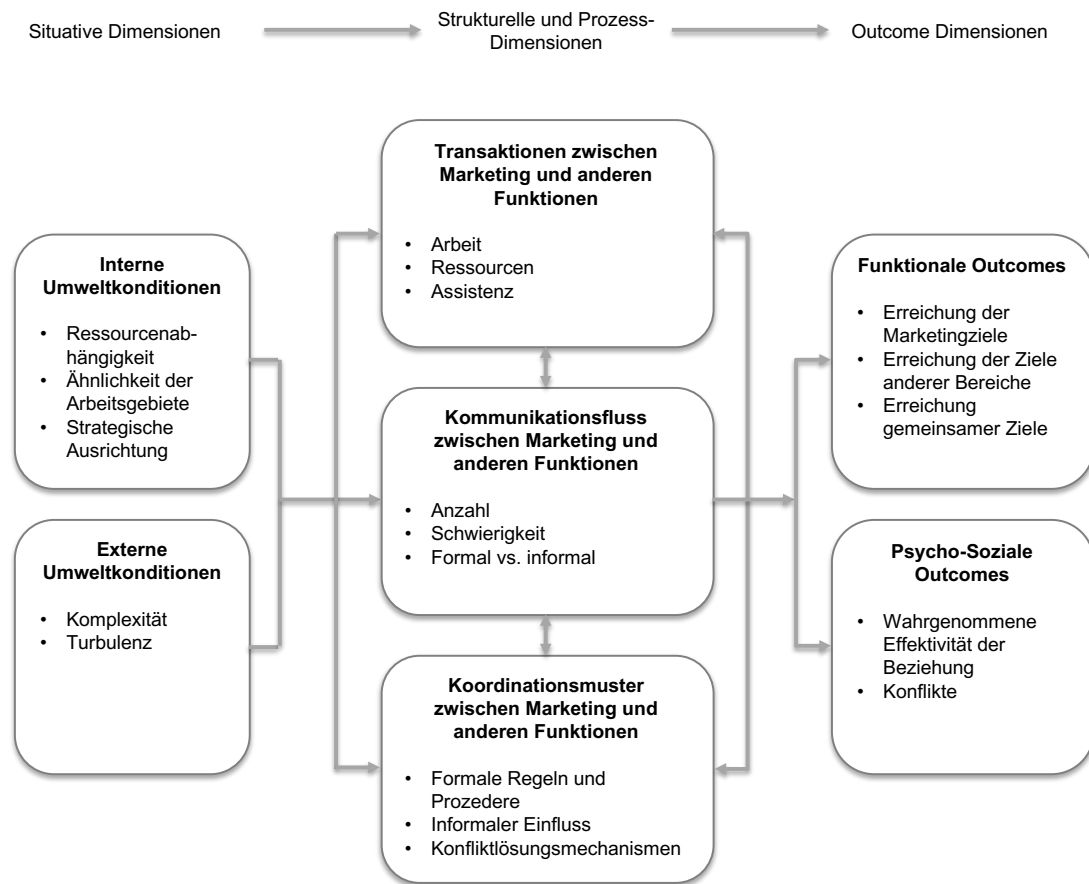 Situative Dimensionen
Strukturelle und Prozess-
Dimensionen
Outcome Dimensionen
Interne
Umweltkonditionen
• Ressourcenab-
hängigkeit
• Ähnlichkeit der
Arbeitsgebiete
• Strategische
Ausrichtung
Externe
Umweltkonditionen
• Komplexität
• Turbulenz
Transaktionen zwischen
Marketing und anderen
Funktionen
• Arbeit
• Ressourcen
• Assistenz
Kommunikationsfluss
zwischen Marketing und
anderen Funktionen
• Anzahl
• Schwierigkeit
• Formal vs. informal
Koordinationsmuster
zwischen Marketing und
anderen Funktionen
• Formale Regeln und
Prozedere
• Informaler Einfluss
• Konfliktlösungsmechanismen
Funktionale Outcomes
• Erreichung der
Marketingziele
• Erreichung der Ziele
anderer Bereiche
• Erreichung
gemeinsamer Ziele
Psycho-Soziale
Outcomes
• Wahrgenommene
Effektivität der
Beziehung
• Konflikte